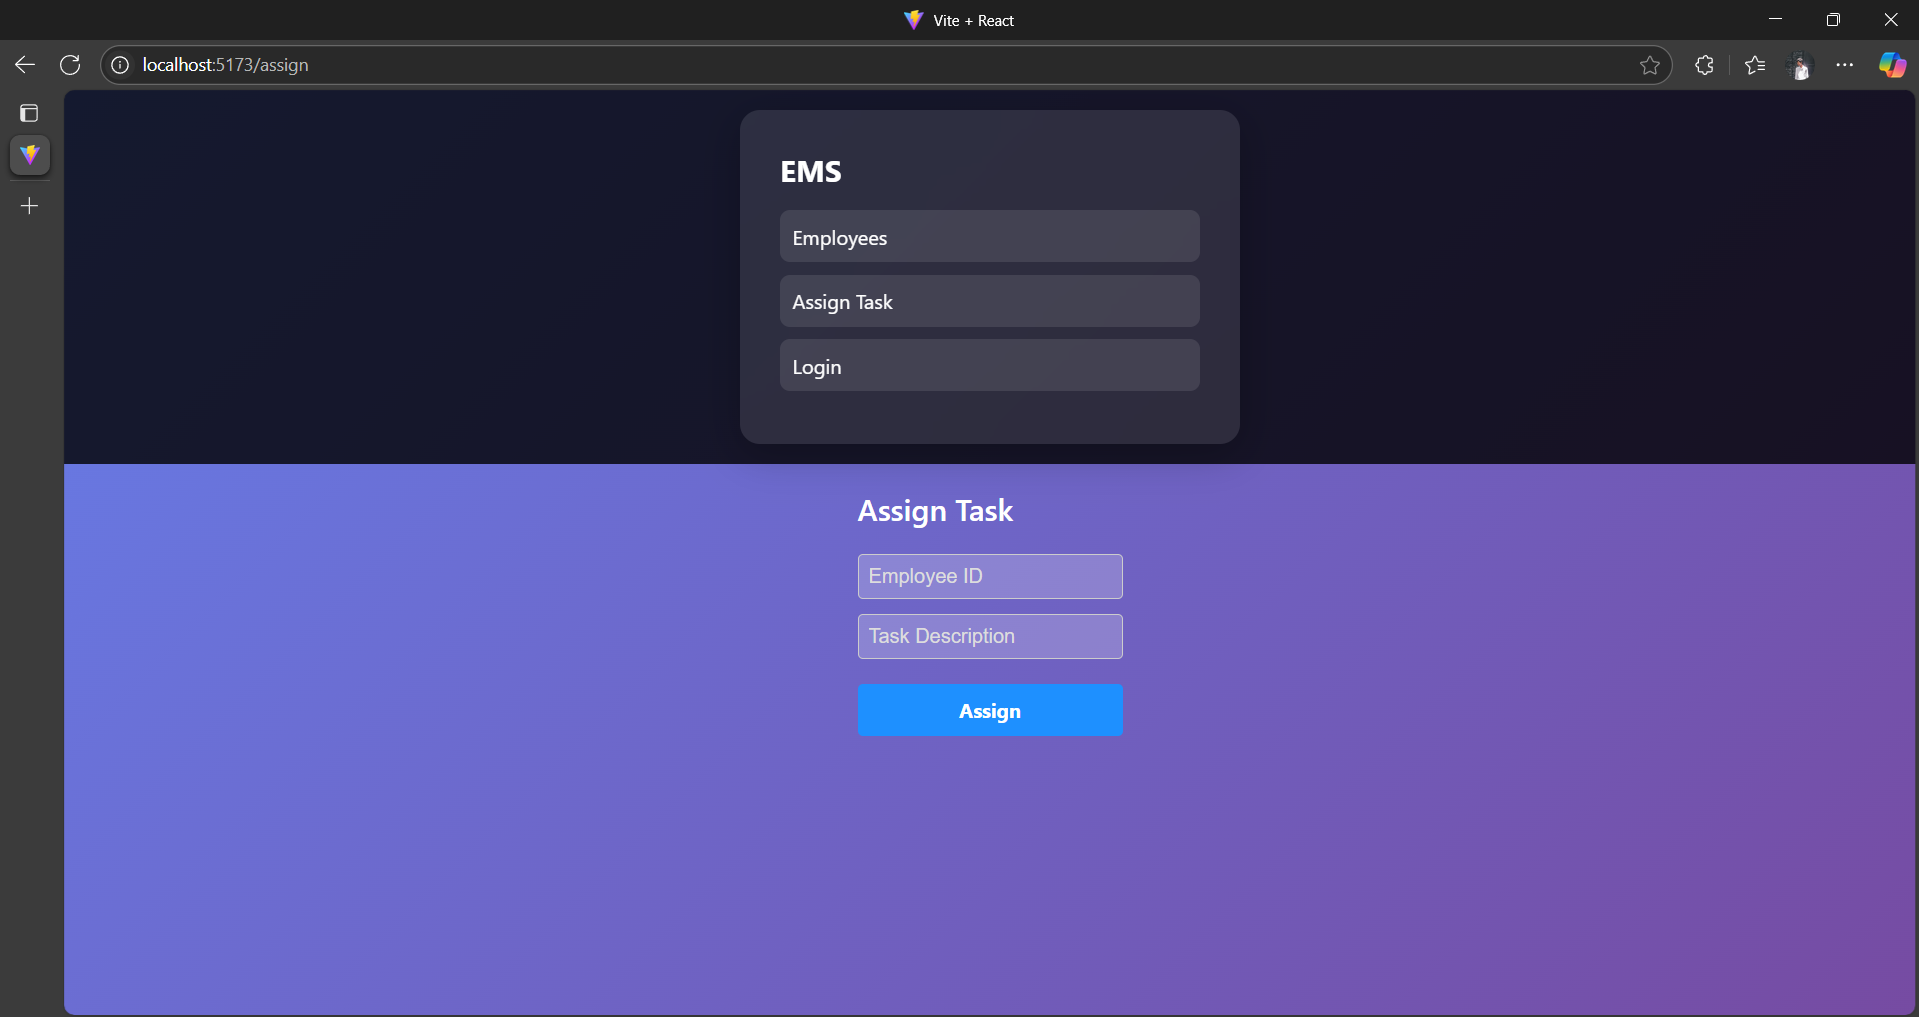 Vite + React
localhost:5173/assign
EMS
Employees
Assign Task
Login
Assign Task
Employee ID
Task Description
Assign